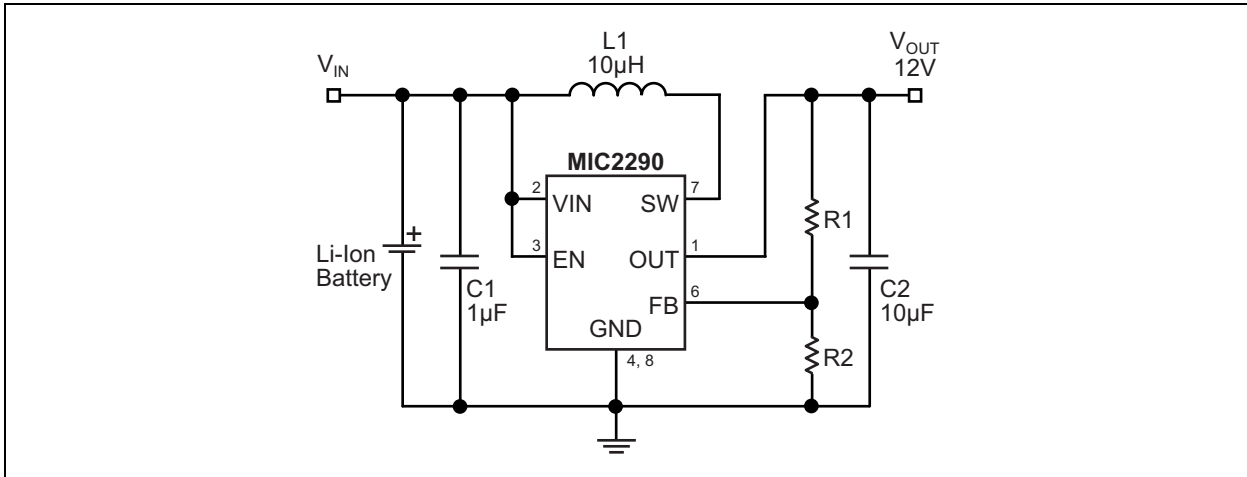 L1
10µH
V_IN
V_OUT
12V
MIC2290
2
VIN
SW
7
3
EN
OUT
1
Li-Ion
Battery
+
C1
1µF
FB
6
GND
4, 8
R1
C2
10µF
R2